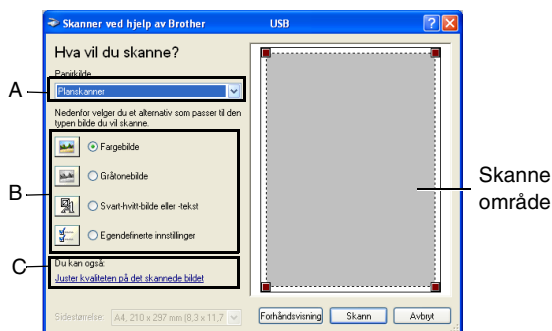 Skanner ved hjelp av Brother USB
Hva vil du skanne?
Papirkilde
A
Planskanner
Nedenfor velger du et alternativ som passer til den
typen bilde du vil skanne.
Fargebilde
Gråtonebilde
B
Svart-hvitt-bilde eller -tekst
Egendefinerte innstillinger
C
Du kan også:
Juster kvaliteten på det skannede bildet
Sidestørrelse: A4, 210 x 297 mm (8,3 x 11,7
Forhåndsvisning Skann Avbryt
Skanne
område